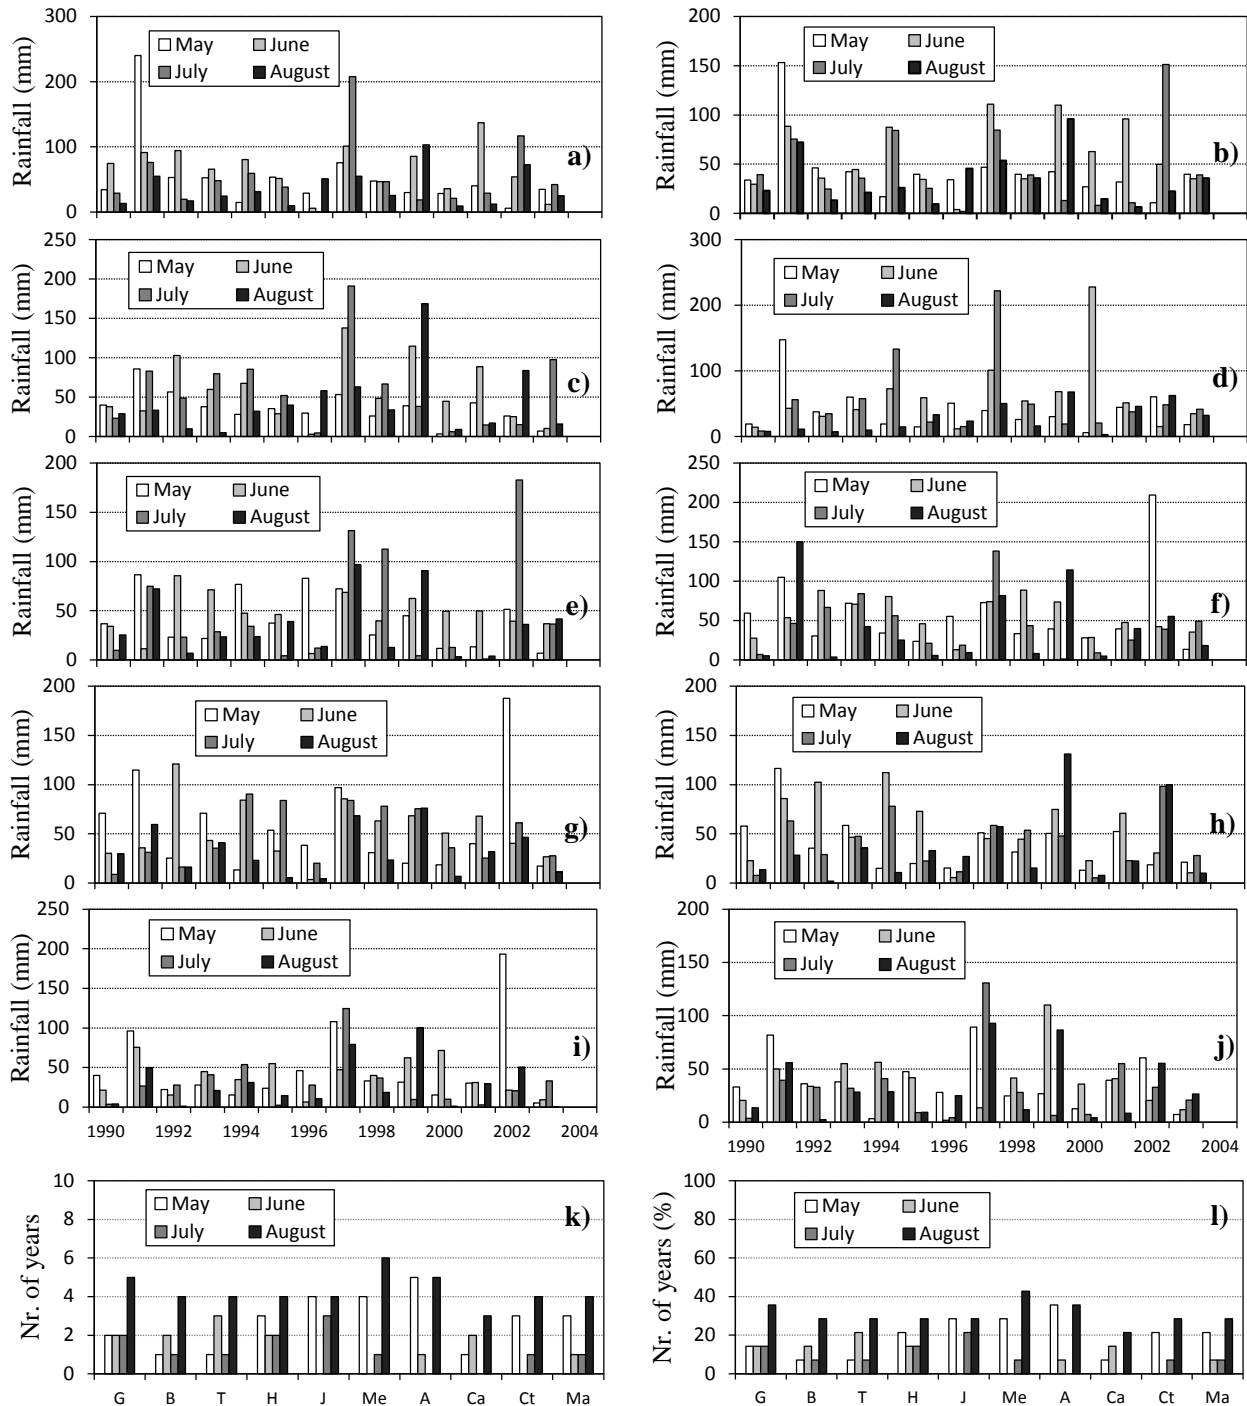 300
250
200
150
100
50
0
Rainfall (mm)
May June
July August
a)
200
150
100
50
0
Rainfall (mm)
May June
July August
b)
250
200
150
100
50
0
Rainfall (mm)
May June
July August
c)
300
200
100
0
Rainfall (mm)
May June
July August
d)
200
150
100
50
0
Rainfall (mm)
May June
July August
e)
250
200
150
100
50
0
Rainfall (mm)
May June
July August
f)
200
150
100
50
0
Rainfall (mm)
May June
July August
g)
200
150
100
50
0
Rainfall (mm)
May June
July August
h)
250
200
150
100
50
0
Rainfall (mm)
May June
July August
i)
1990 1992 1994 1996 1998 2000 2002 2004
200
150
100
50
0
Rainfall (mm)
May June
July August
j)
1990 1992 1994 1996 1998 2000 2002 2004
10
8
6
4
2
0
Nr. of years
May June
July August
k)
G B T H J Me A Ca Ct Ma
100
80
60
40
20
0
Nr. of years (%)
May June
July August
l)
G B T H J Me A Ca Ct Ma